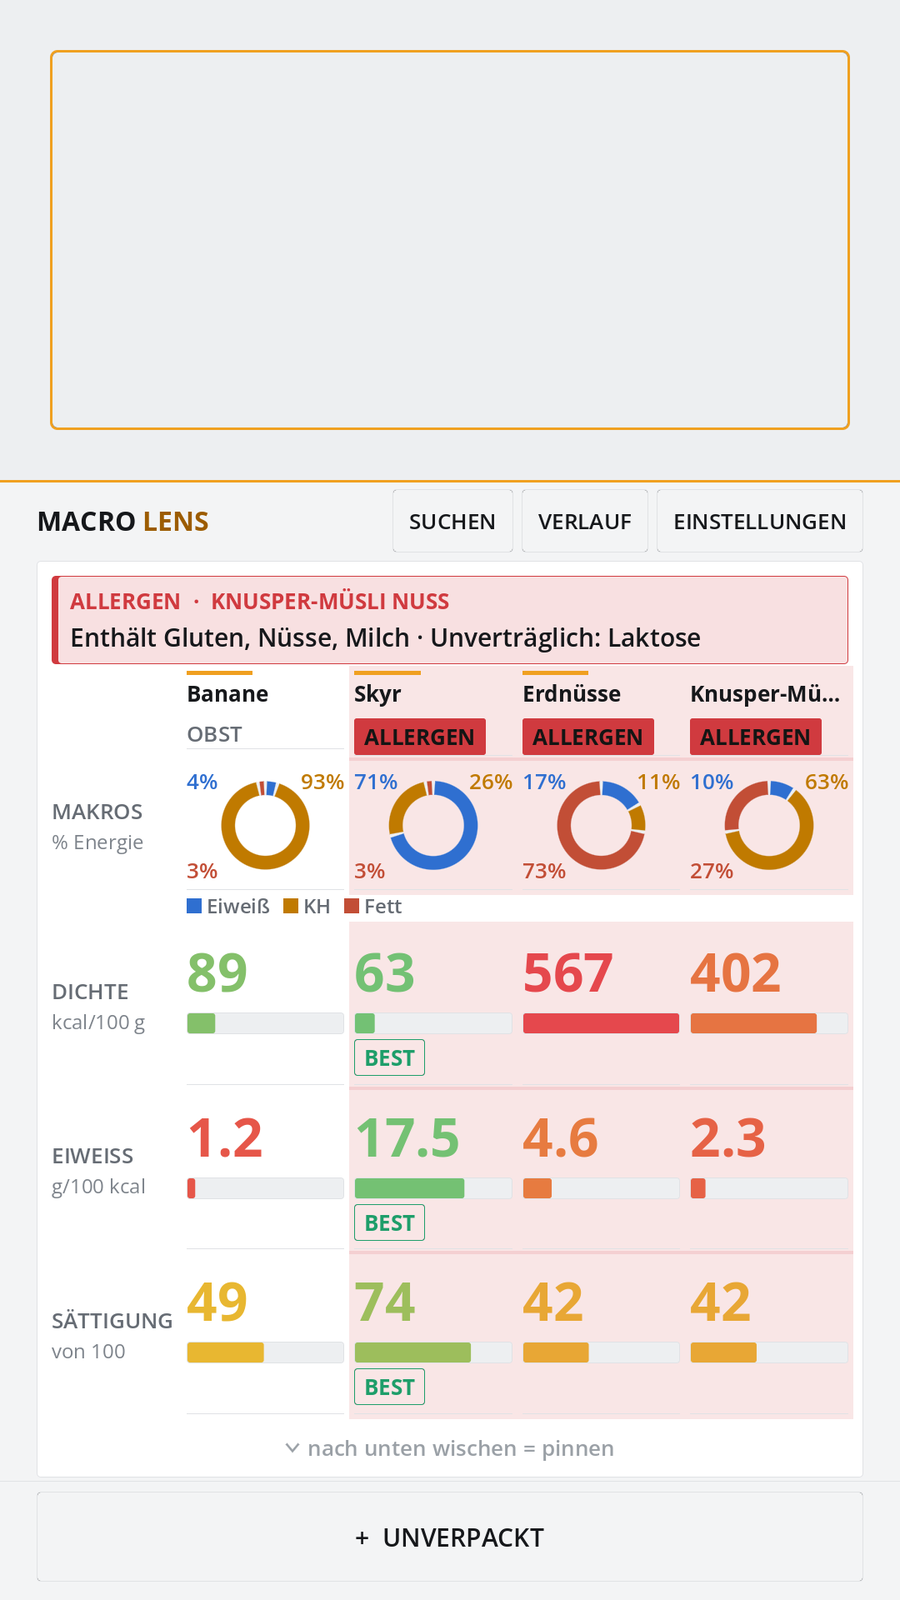 MACRO LENS
SUCHEN
VERLAUF
EINSTELLUNGEN
ALLERGEN · KNUSPER-MÜSLI NUSS
Enthält Gluten, Nüsse, Milch · Unverträglich: Laktose
Banane
Skyr
Erdnüsse
Knusper-Mü…
OBST
ALLERGEN
ALLERGEN
ALLERGEN
MAKROS
% Energie
4% 93%
3%
71% 26%
3%
17% 11%
73%
10% 63%
27%
Eiweiß KH Fett
DICHTE
kcal/100 g
89
63
567
402
BEST
EIWEISS
g/100 kcal
1.2
17.5
4.6
2.3
BEST
SÄTTIGUNG
von 100
49
74
42
42
BEST
nach unten wischen = pinnen
+ UNVERPACKT